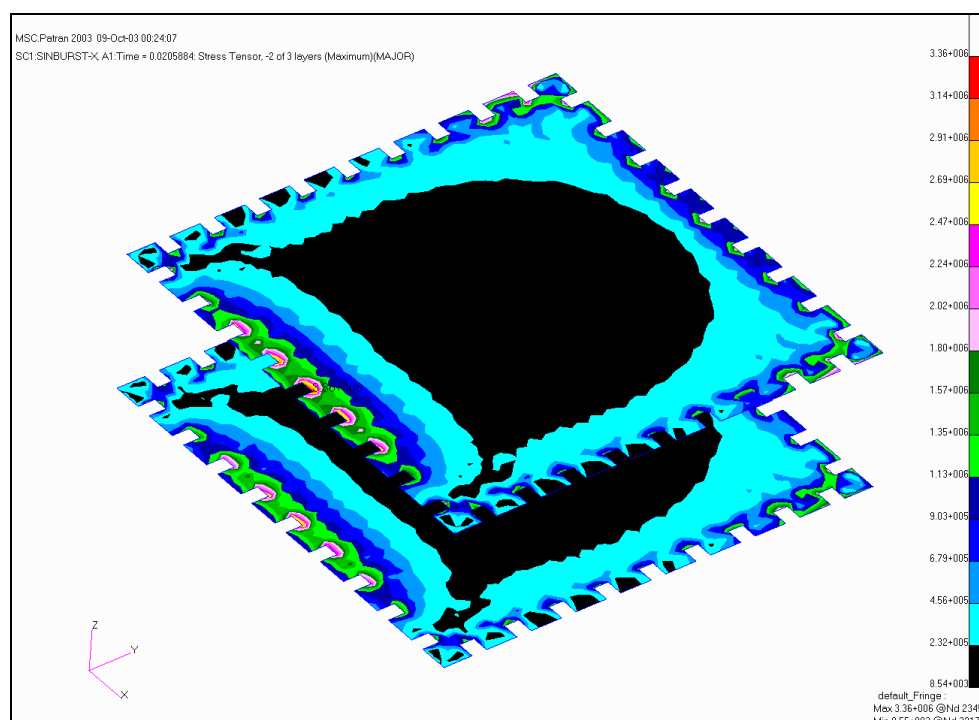 MSC.Patran 2003 09-Oct-03 00:24:07
SC1:SINBURST-X, A1:Time = 0.0205884: Stress Tensor, -2 of 3 layers (Maximum)(MAJOR)
3.36+006
3.14+006
2.91+006
2.69+006
2.47+006
2.24+006
2.02+006
1.80+006
1.57+006
1.35+006
1.13+006
9.03+005
6.79+005
4.56+005
2.32+005
8.54+003
Z
Y
X
default_Fringe :
Max 3.36+006 @Nd